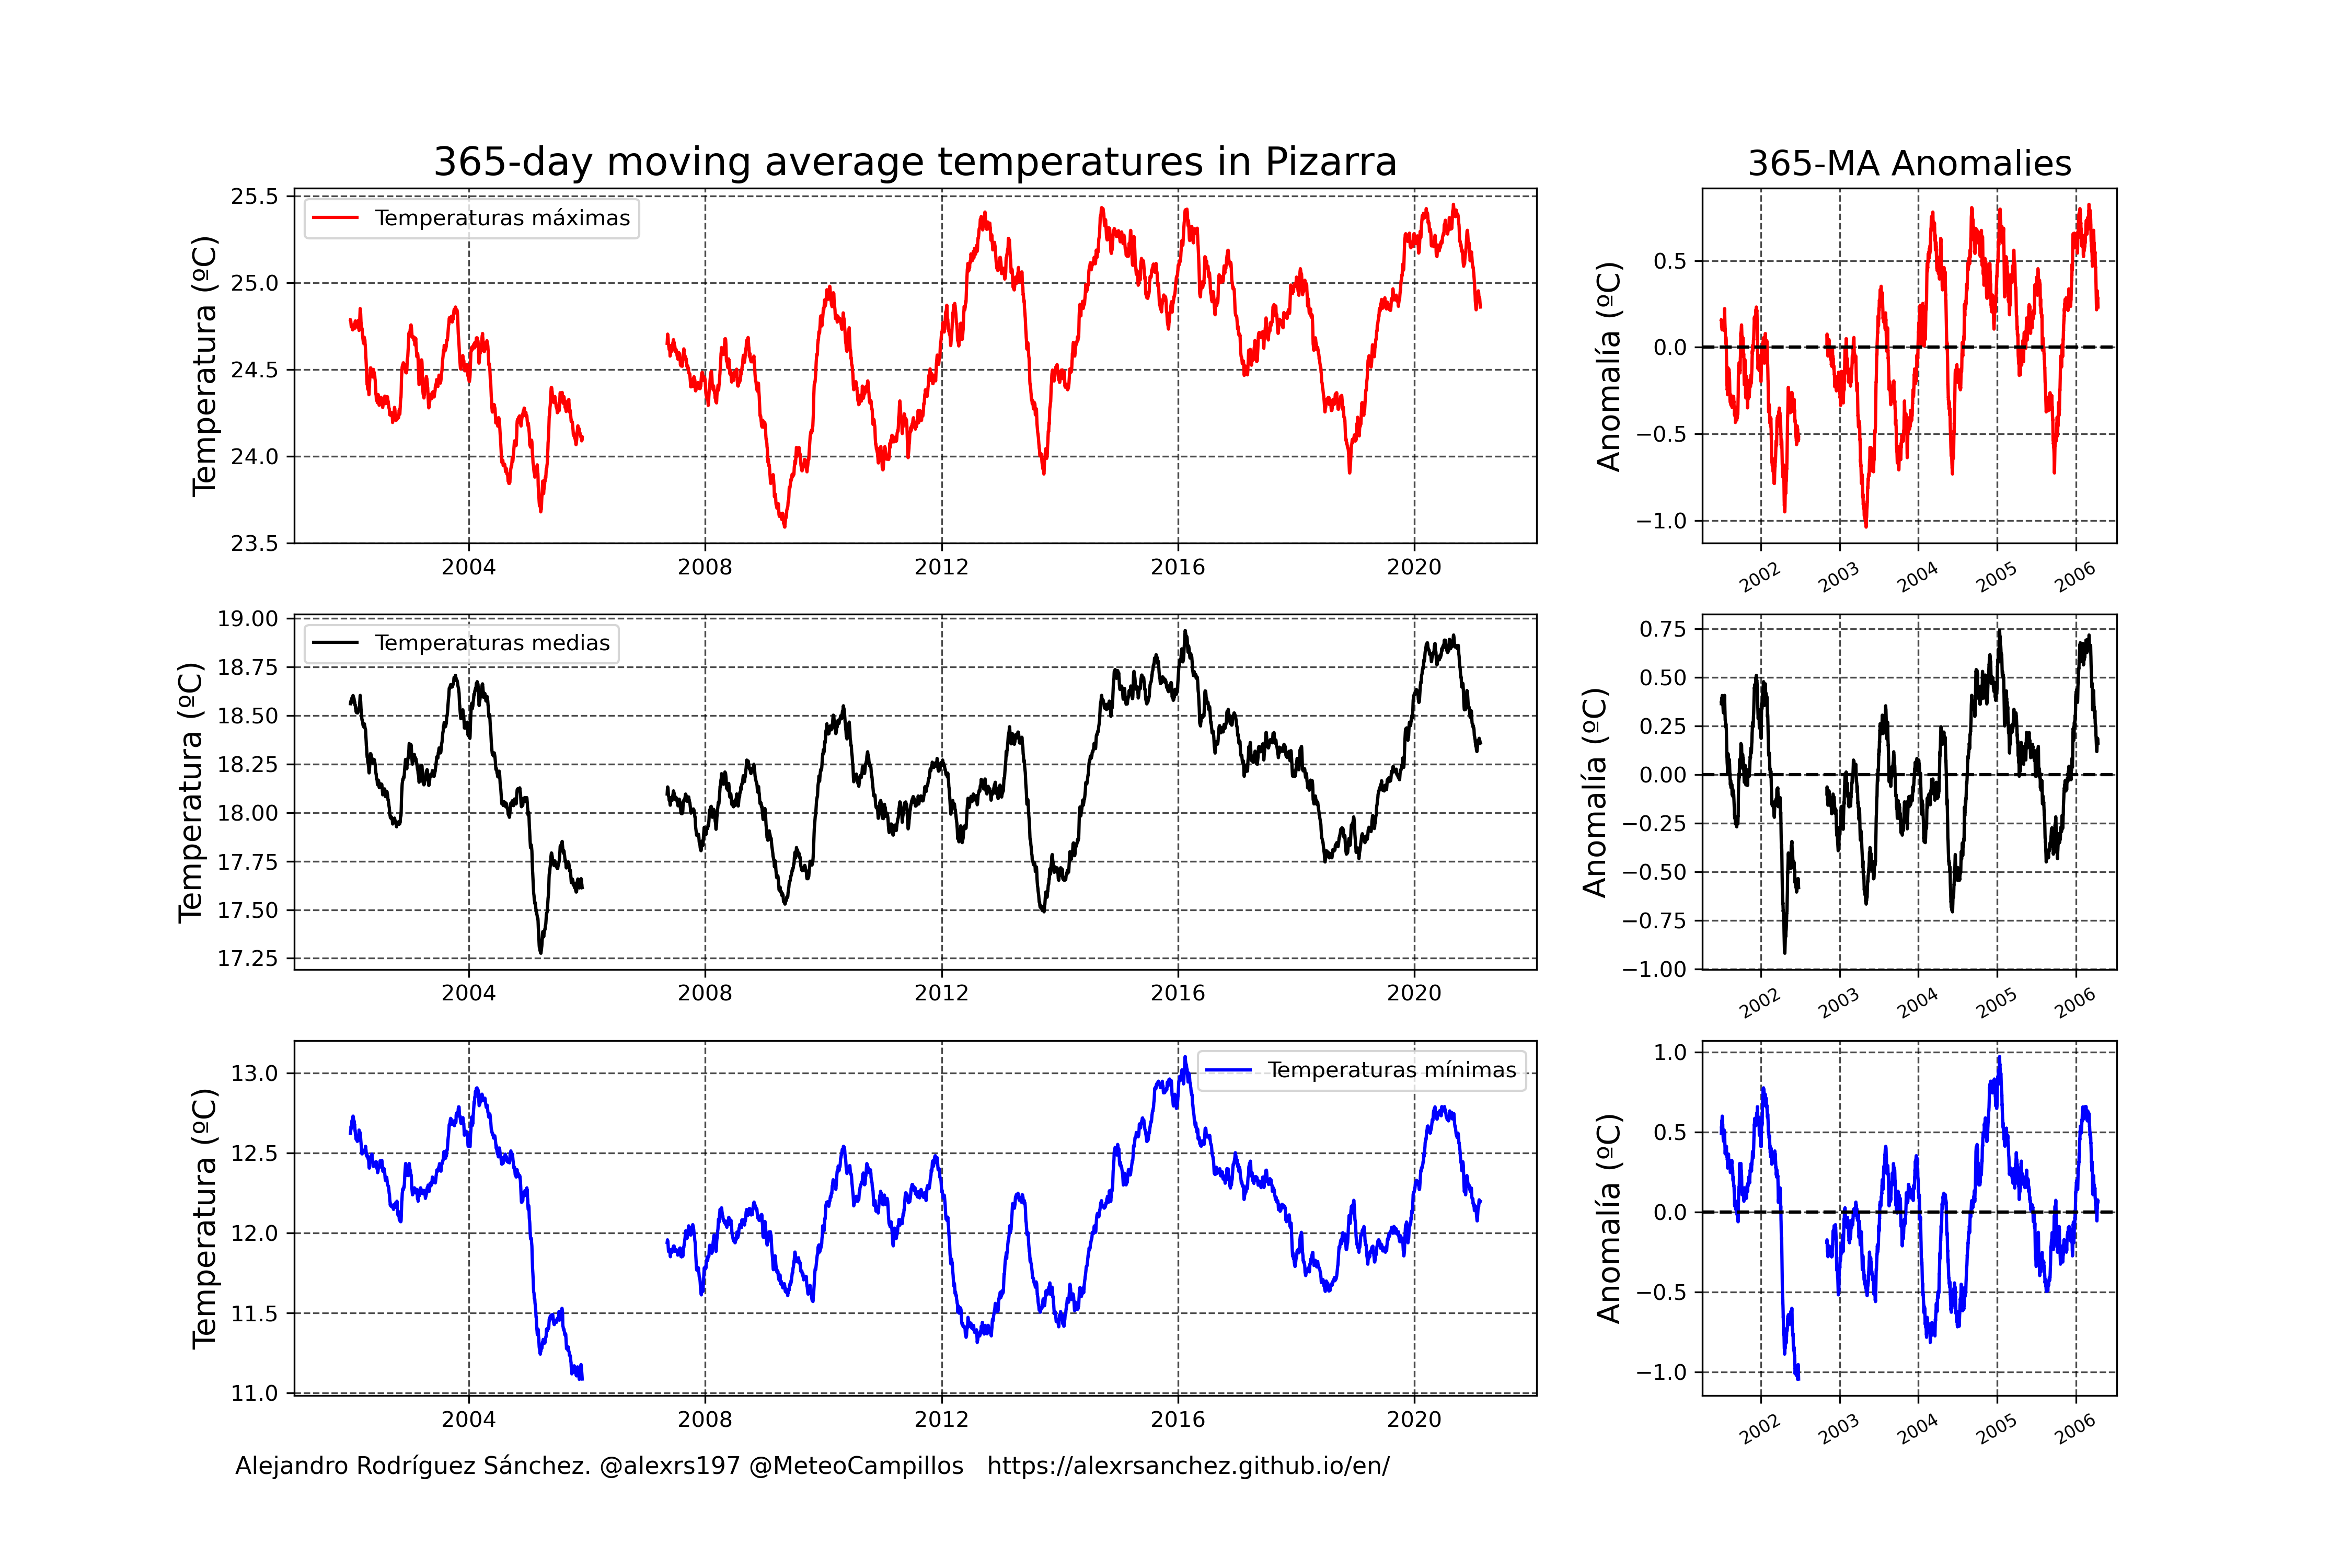 365-day moving average temperatures in Pizarra
365-MA Anomalies
Temperatura (ºC)
25.5
25.0
24.5
24.0
23.5
Temperaturas máximas
2004 2008 2012 2016 2020
Anomalía (ºC)
0.5
0.0
−0.5
−1.0
2002 2003 2004 2005 2006
Temperatura (ºC)
19.00
18.75
18.50
18.25
18.00
17.75
17.50
17.25
Temperaturas medias
2004 2008 2012 2016 2020
Anomalía (ºC)
0.75
0.50
0.25
0.00
−0.25
−0.50
−0.75
−1.00
2002 2003 2004 2005 2006
Temperatura (ºC)
13.0
12.5
12.0
11.5
11.0
Temperaturas mínimas
2004 2008 2012 2016 2020
Anomalía (ºC)
1.0
0.5
0.0
−0.5
−1.0
2002 2003 2004 2005 2006
Alejandro Rodríguez Sánchez. @alexrs197 @MeteoCampillos https://alexrsanchez.github.io/en/